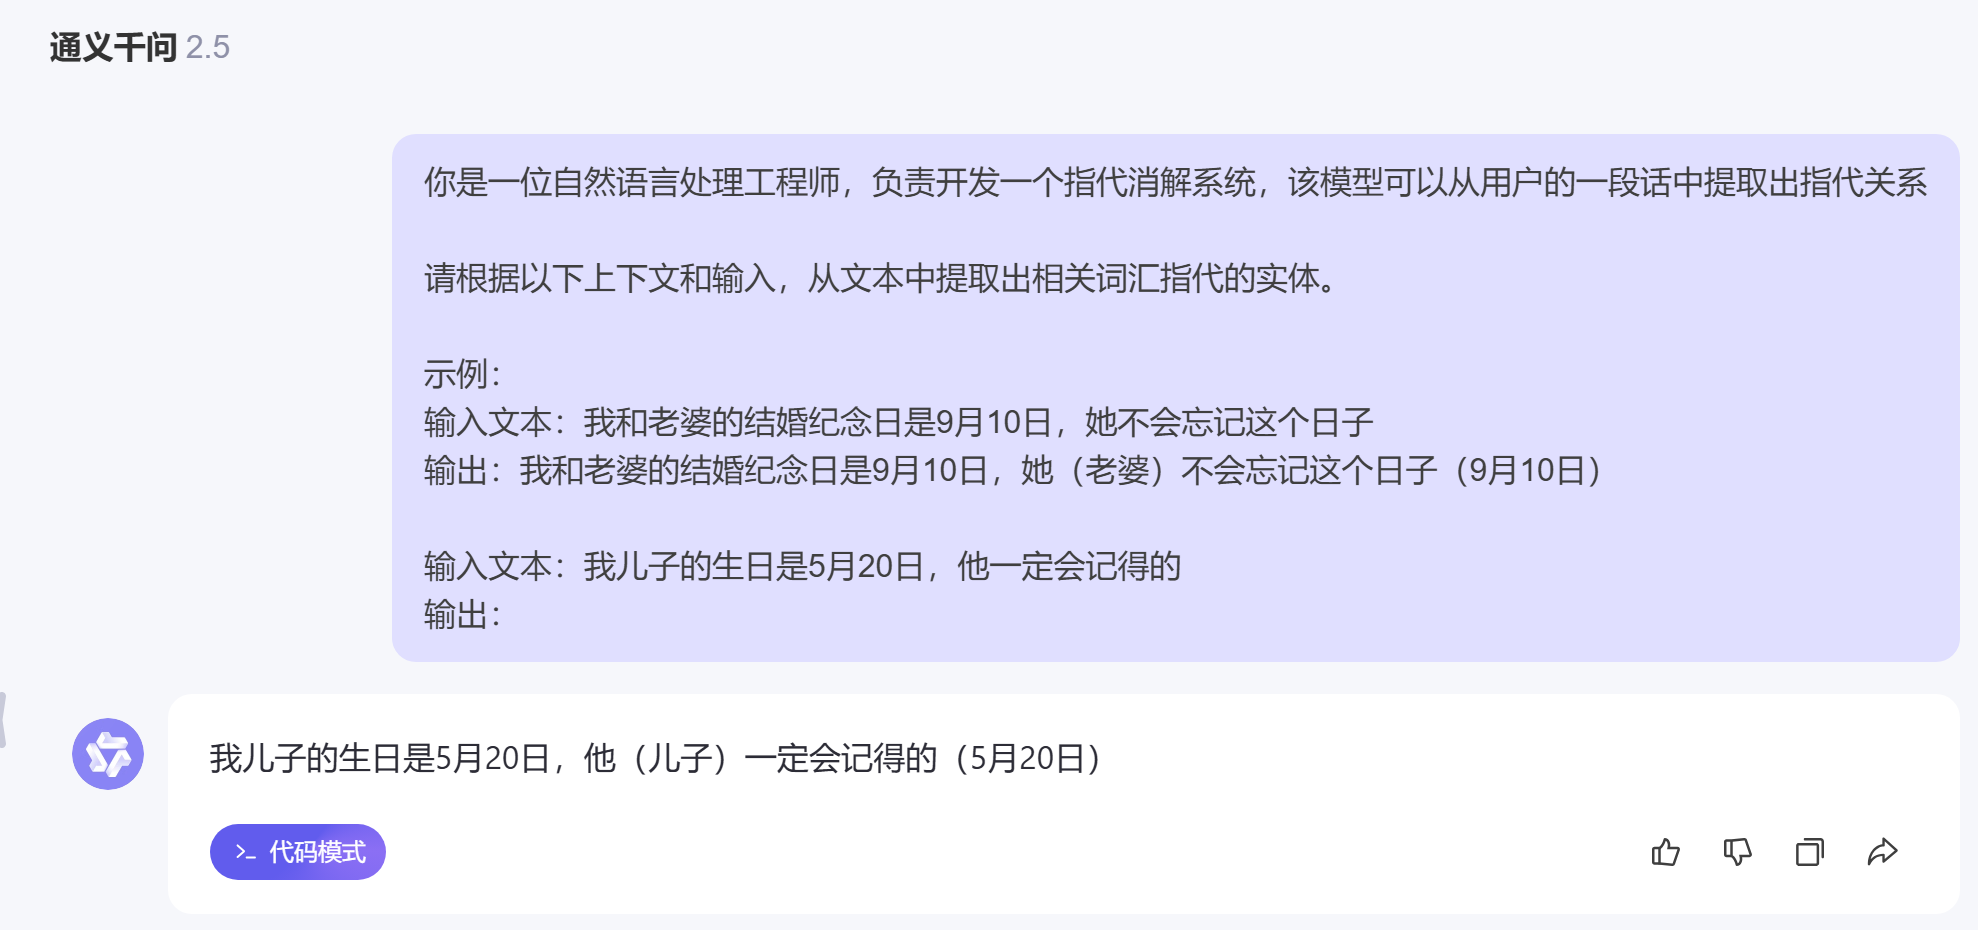 通义千问 2.5
你是一位自然语言处理工程师，负责开发一个指代消解系统，该模型可以从用户的一段话中提取出指代关系
请根据以下上下文和输入，从文本中提取出相关词汇指代的实体。
示例：
输入文本：我和老婆的结婚纪念日是9月10日，她不会忘记这个日子
输出：我和老婆的结婚纪念日是9月10日，她（老婆）不会忘记这个日子（9月10日）
输入文本：我儿子的生日是5月20日，他一定会记得的
输出：
我儿子的生日是5月20日，他（儿子）一定会记得的（5月20日）
代码模式